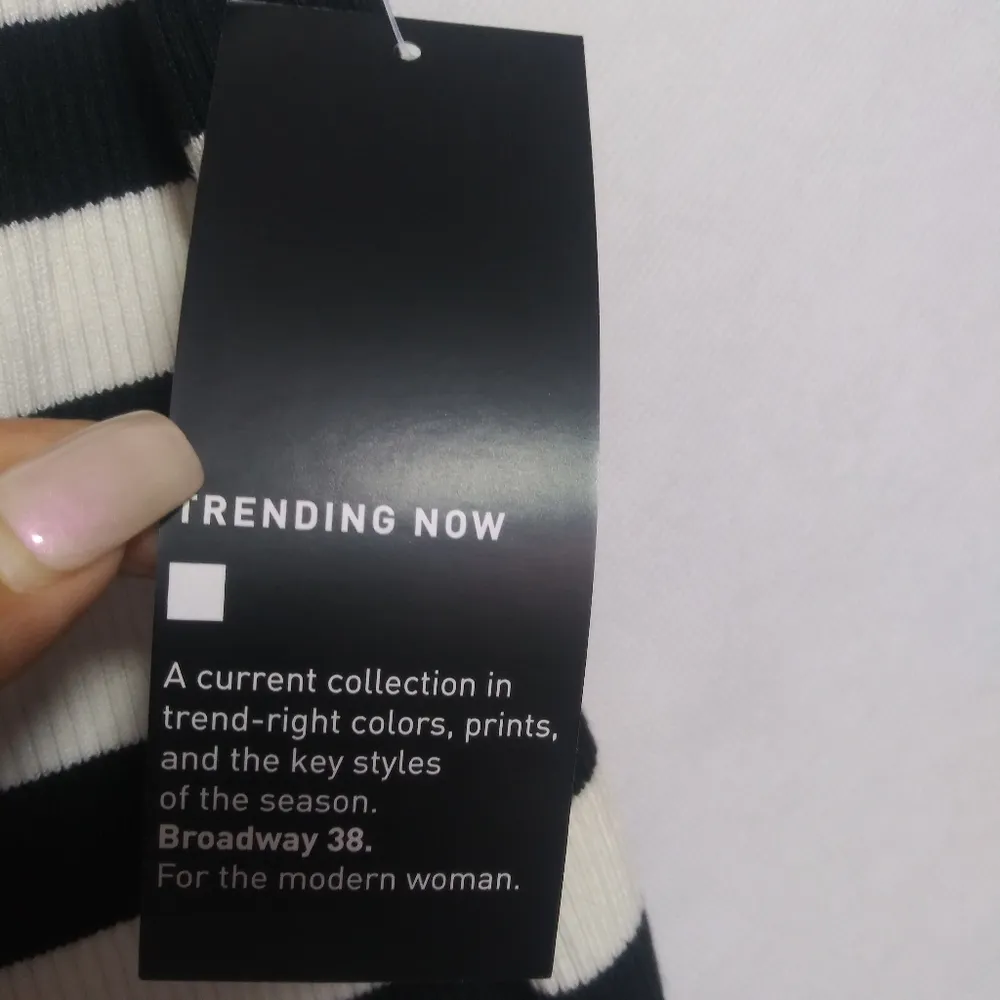 TRENDING NOW
A current collection in
trend-right colors, prints,
and the key styles
of the season.
Broadway 38.
For the modern woman.